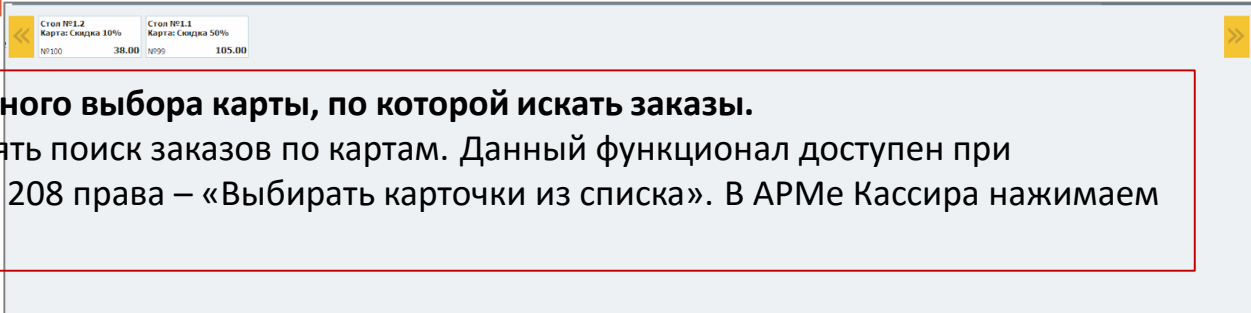 Стол №1.2
Карта: Скидка 10%
№100 38.00
Стол №1.1
Карта: Скидка 50%
№99 105.00
ного выбора карты, по которой искать заказы.
ять поиск заказов по картам. Данный функционал доступен при
208 права – «Выбирать карточки из списка». В АРМе Кассира нажимаем